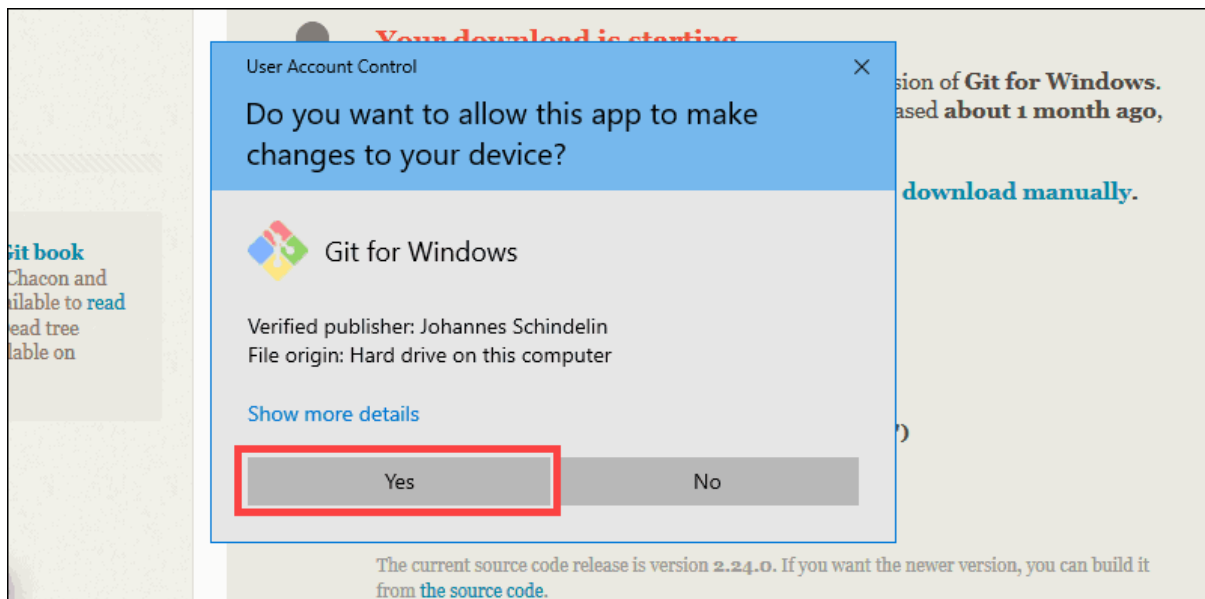 Your download is starting
User Account Control
Do you want to allow this app to make
changes to your device?
sion of Git for Windows.
ased about 1 month ago,
download manually.
Git book
Chacon and
ailable to read
read tree
lable on
Git for Windows
Verified publisher: Johannes Schindelin
File origin: Hard drive on this computer
Show more details
')
Yes
No
The current source code release is version 2.24.0. If you want the newer version, you can build it
from the source code.